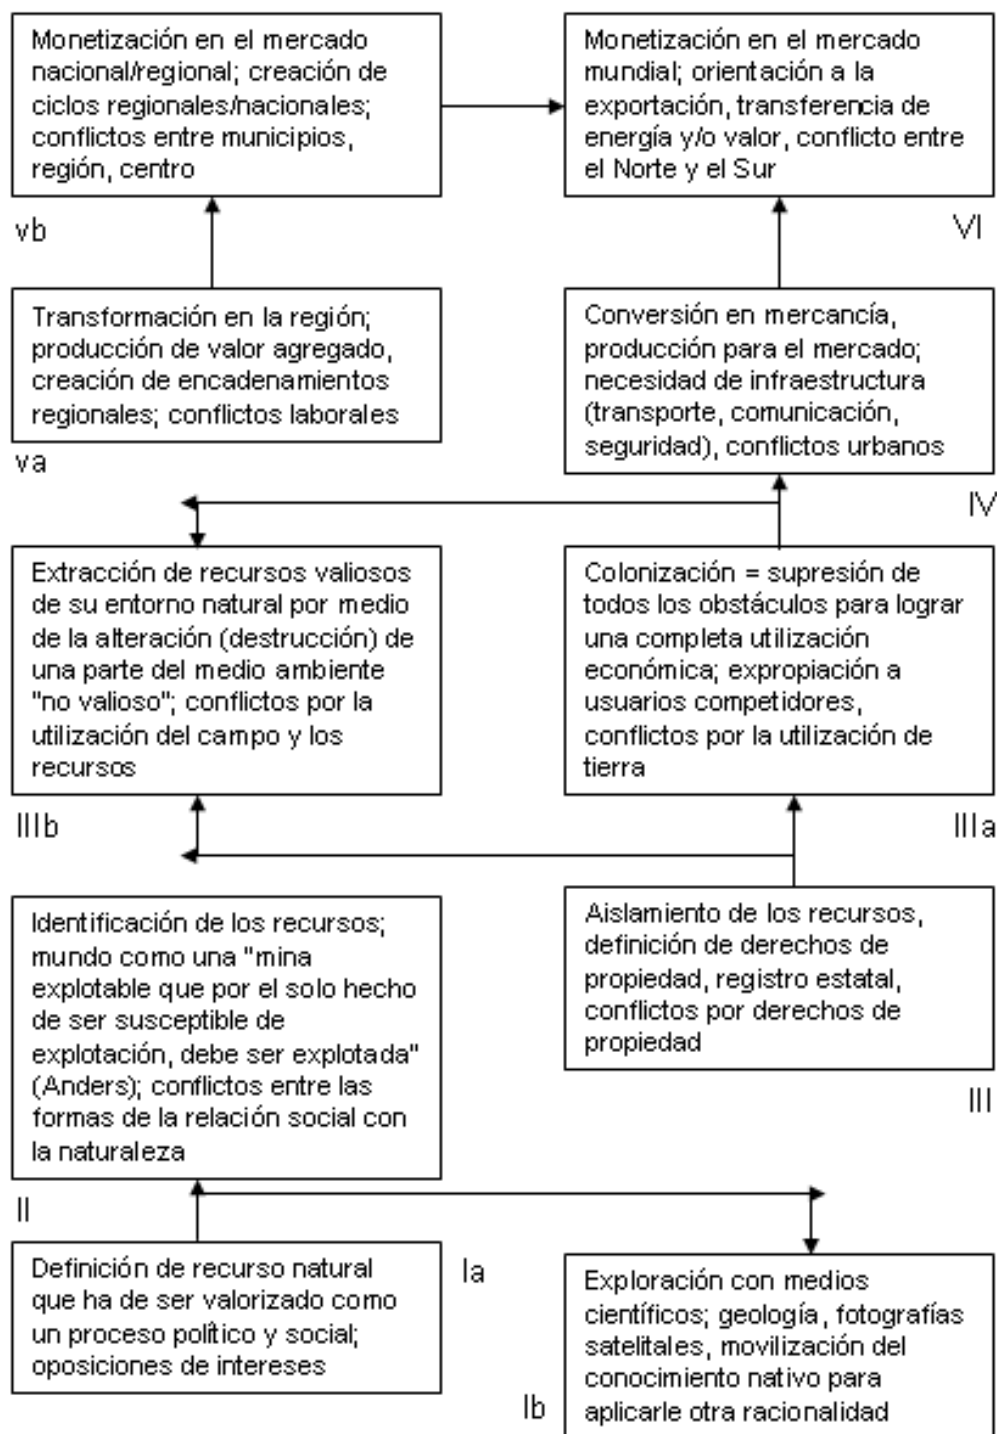 Monetización en el mercado
nacional/regional; creación de
ciclos regionales/nacionales;
conflictos entre municipios,
región, centro
vb
Monetización en el mercado
mundial; orientación a la
exportación, transferencia de
energía y/o valor, conflicto entre
el Norte y el Sur
VI
Transformación en la región;
producción de valor agregado,
creación de encadenamientos
regionales; conflictos laborales
va
Conversión en mercancía,
producción para el mercado;
necesidad de infraestructura
(transporte, comunicación,
seguridad), conflictos urbanos
IV
Extracción de recursos valiosos
de su entorno natural por medio
de la alteración (destrucción) de
una parte del medio ambiente
"no valioso"; conflictos por la
utilización del campo y los
recursos
IIIb
Colonización = supresión de
todos los obstáculos para lograr
una completa utilización
económica; expropiación a
usuarios competidores,
conflictos por la utilización de
tierra
IIIa
Identificación de los recursos;
mundo como una "mina
explotable que por el solo hecho
de ser susceptible de
explotación, debe ser explotada"
(Anders); conflictos entre las
formas de la relación social con
la naturaleza
II
Aislamiento de los recursos,
definición de derechos de
propiedad, registro estatal,
conflictos por derechos de
propiedad
III
Definición de recurso natural
que ha de ser valorizado como
un proceso político y social;
oposiciones de intereses
Ia
Exploración con medios
científicos; geología, fotografías
satelitales, movilización del
conocimiento nativo para
aplicarle otra racionalidad
Ib